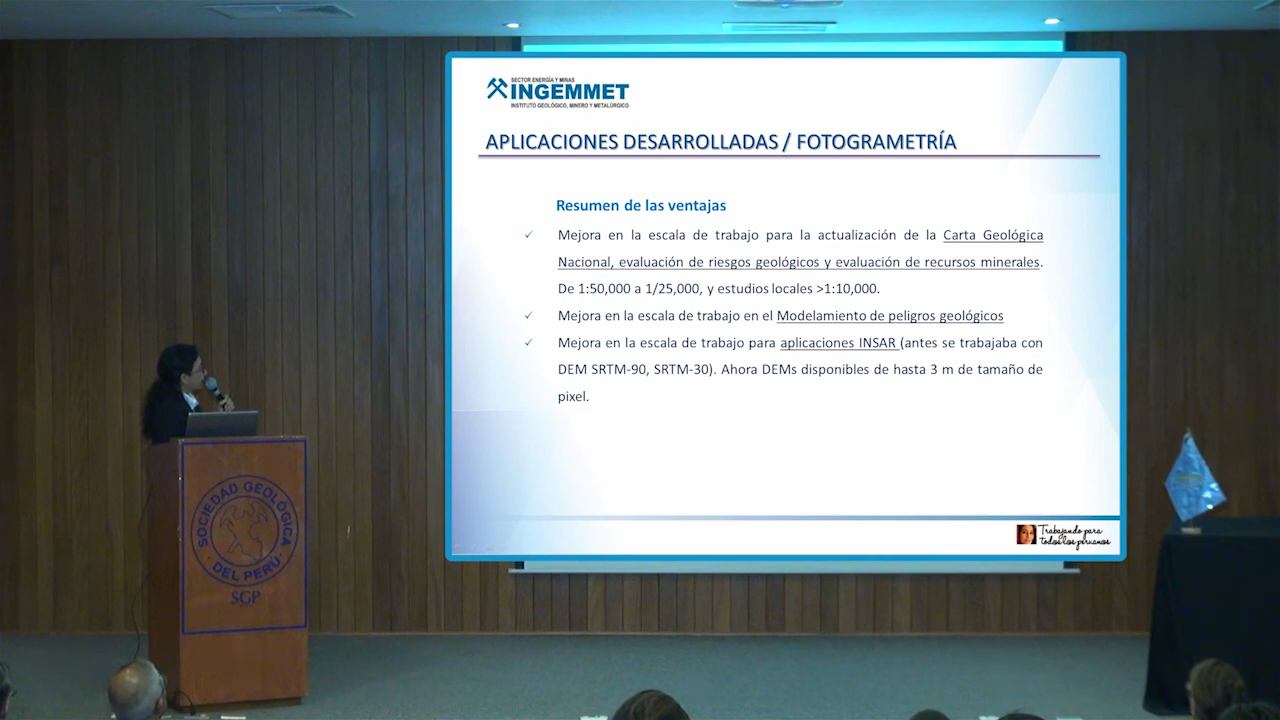 SECTOR ENERGÍA Y MINAS
INGEMMET
INSTITUTO GEOLÓGICO, MINERO Y METALÚRGICO
APLICACIONES DESARROLLADAS / FOTOGRAMETRÍA
Resumen de las ventajas
✓ Mejora en la escala de trabajo para la actualización de la Carta Geológica
Nacional, evaluación de riesgos geológicos y evaluación de recursos minerales.
De 1:50,000 a 1/25,000, y estudios locales >1:10,000.
✓ Mejora en la escala de trabajo en el Modelamiento de peligros geológicos
✓ Mejora en la escala de trabajo para aplicaciones INSAR (antes se trabajaba con
DEM SRTM-90, SRTM-30). Ahora DEMs disponibles de hasta 3 m de tamaño de
pixel.
Trabajando para
todos los peruanos
SOCIEDAD GEOLÓGICA
DEL PERÚ
SGP